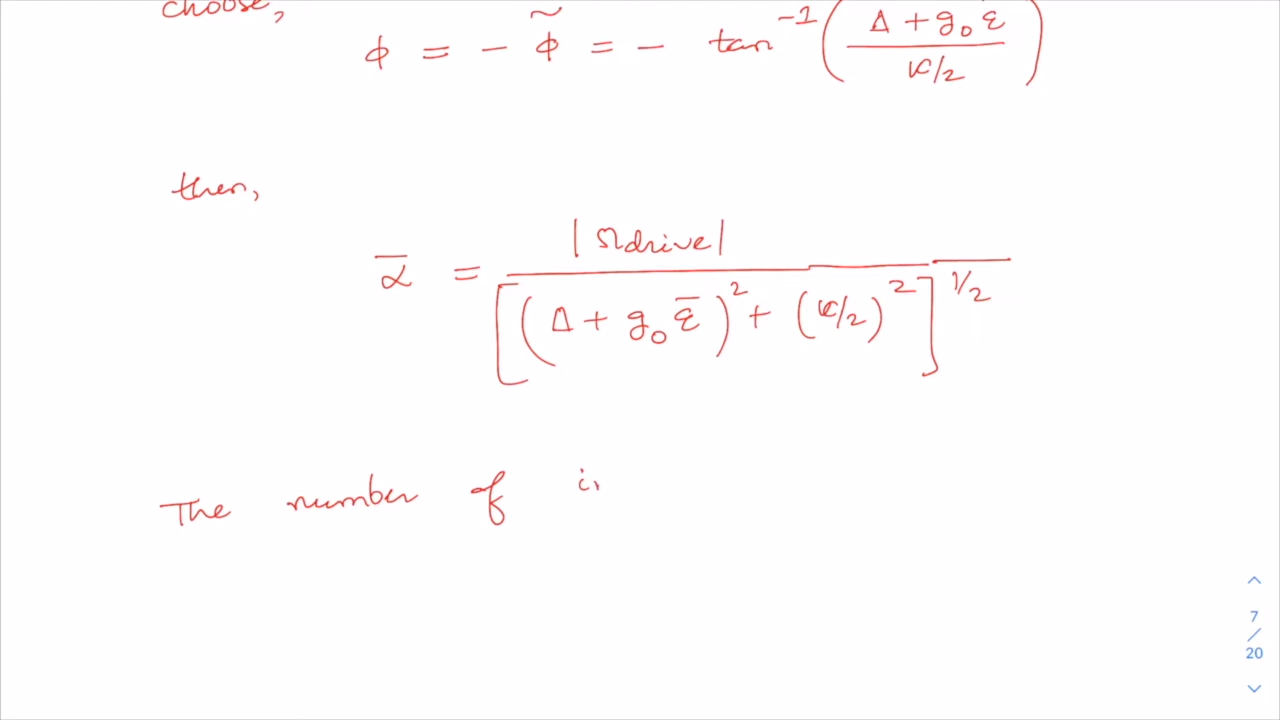 choose,
ϕ = - ϕ̃ = - tan⁻¹ ( (Δ + g₀ ε) / (κ/2) )
then,
ᾱ = |Ωdrive| / [ (Δ + g₀ ε̄)² + (κ/2)² ]^1/2
The number of i
7
/
20